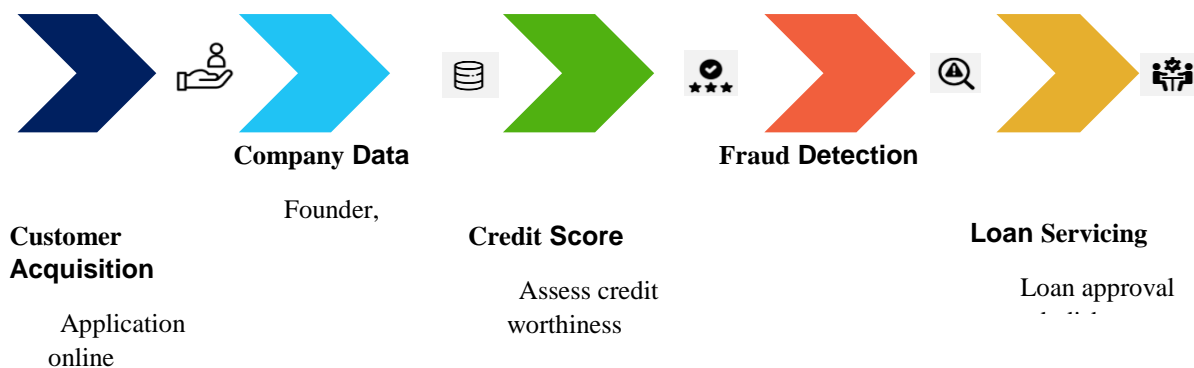 Company Data
Fraud Detection
Founder,
Customer
Acquisition
Credit Score
Loan Servicing
Assess credit
worthiness
Loan approval
Application
online